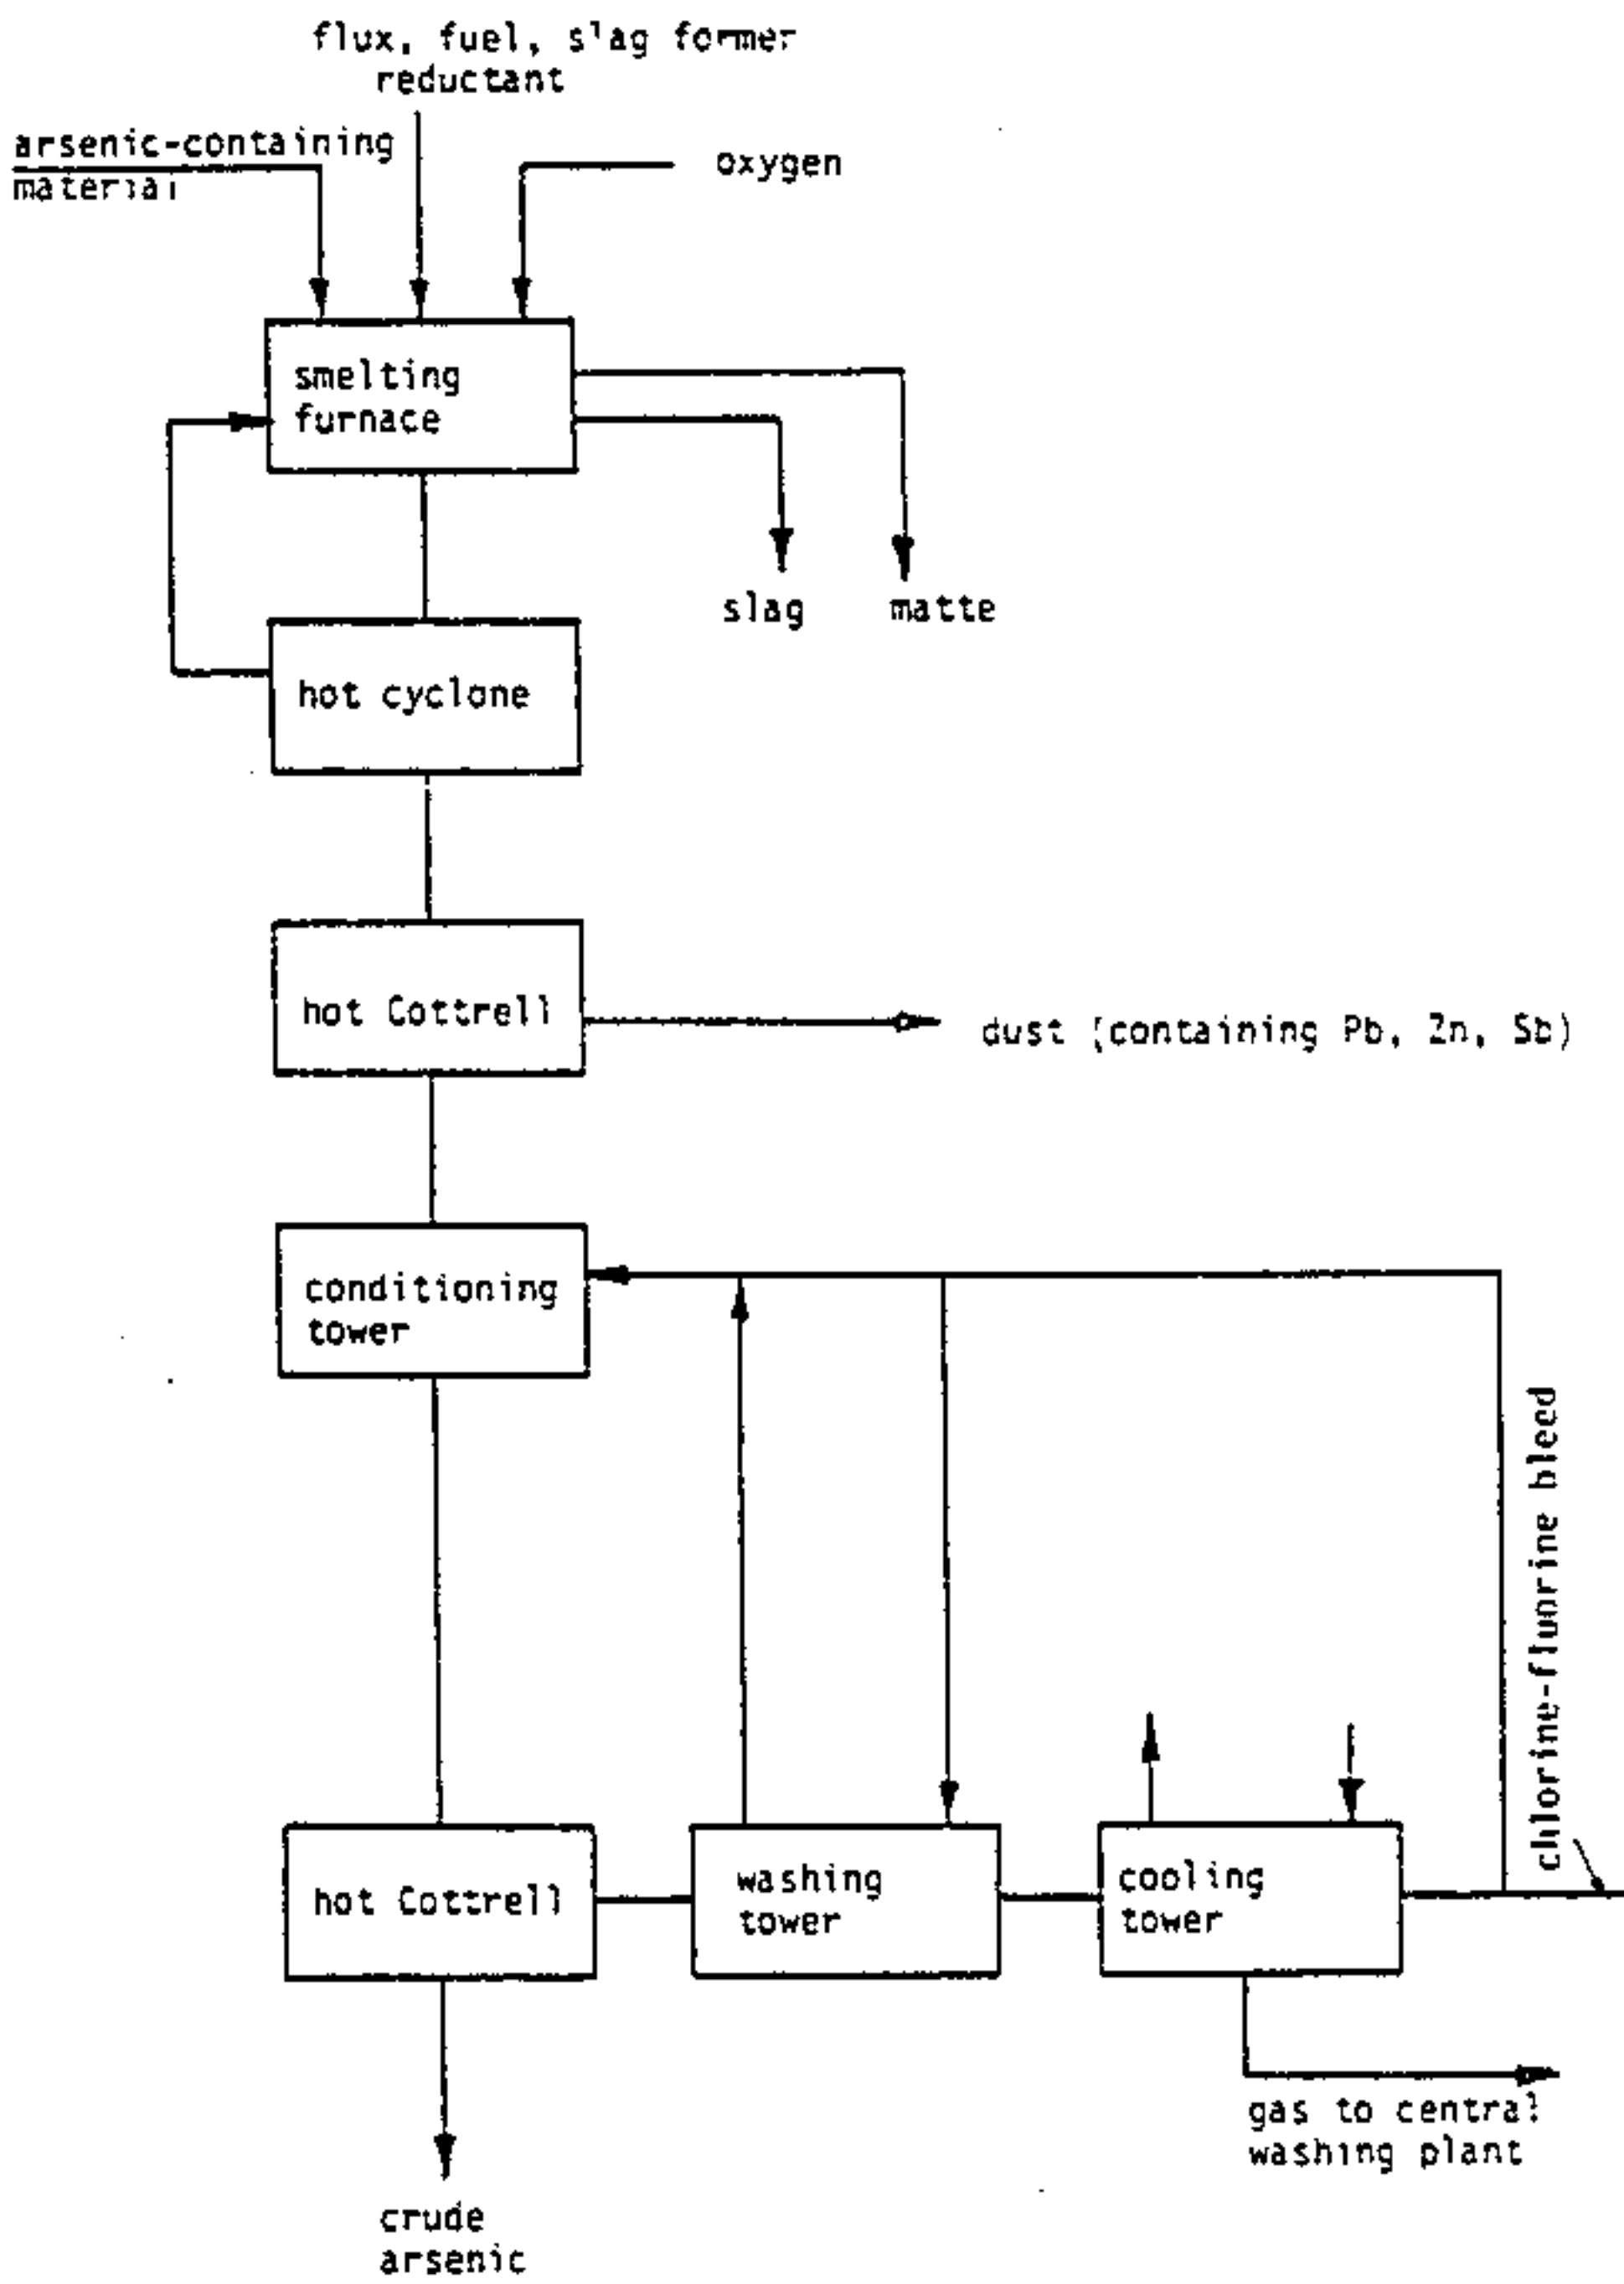 flux, fuel, slag former
reductant
arsenic-containing
material
oxygen
smelting
furnace
slag
matte
hot cyclone
hot Cottrell
dust (containing Pb, Zn, Sb)
conditioning
tower
chlorine-fluorine bleed
hot Cottrell
washing
tower
cooling
tower
gas to central
washing plant
crude
arsenic